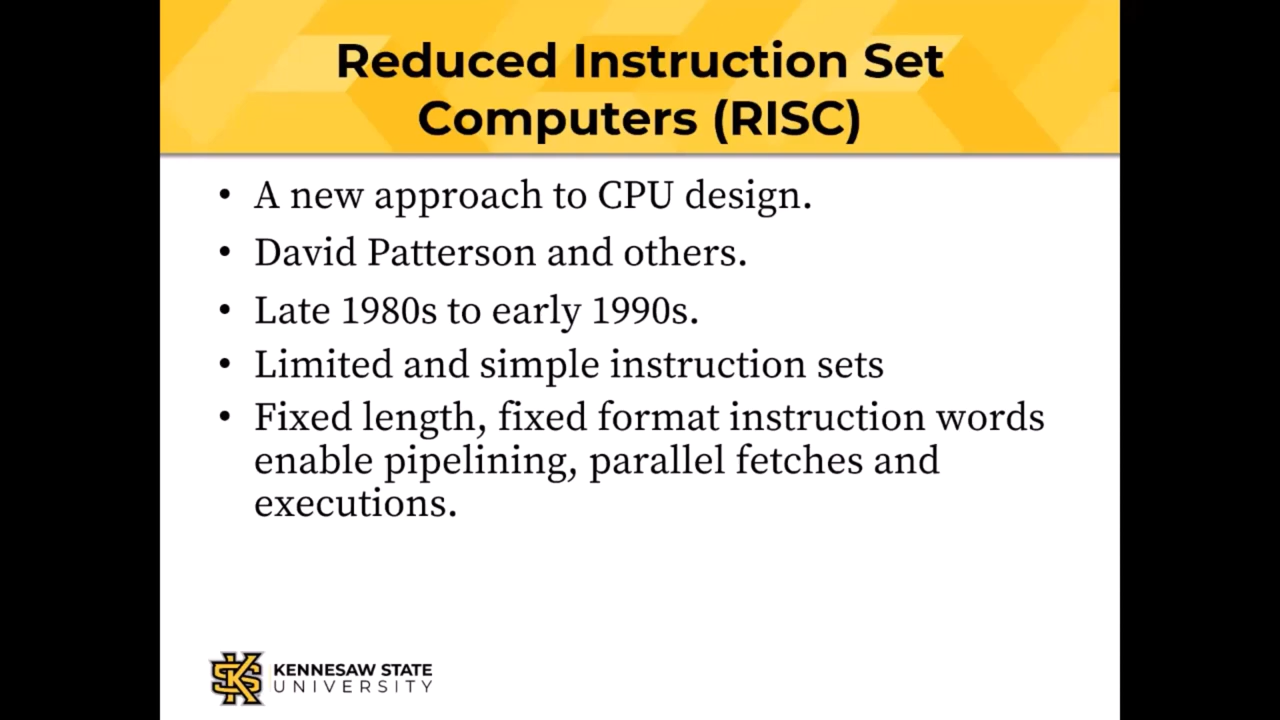 Reduced Instruction Set
Computers (RISC)
• A new approach to CPU design.
• David Patterson and others.
• Late 1980s to early 1990s.
• Limited and simple instruction sets
• Fixed length, fixed format instruction words
enable pipelining, parallel fetches and
executions.
KENNESAW STATE
UNIVERSITY